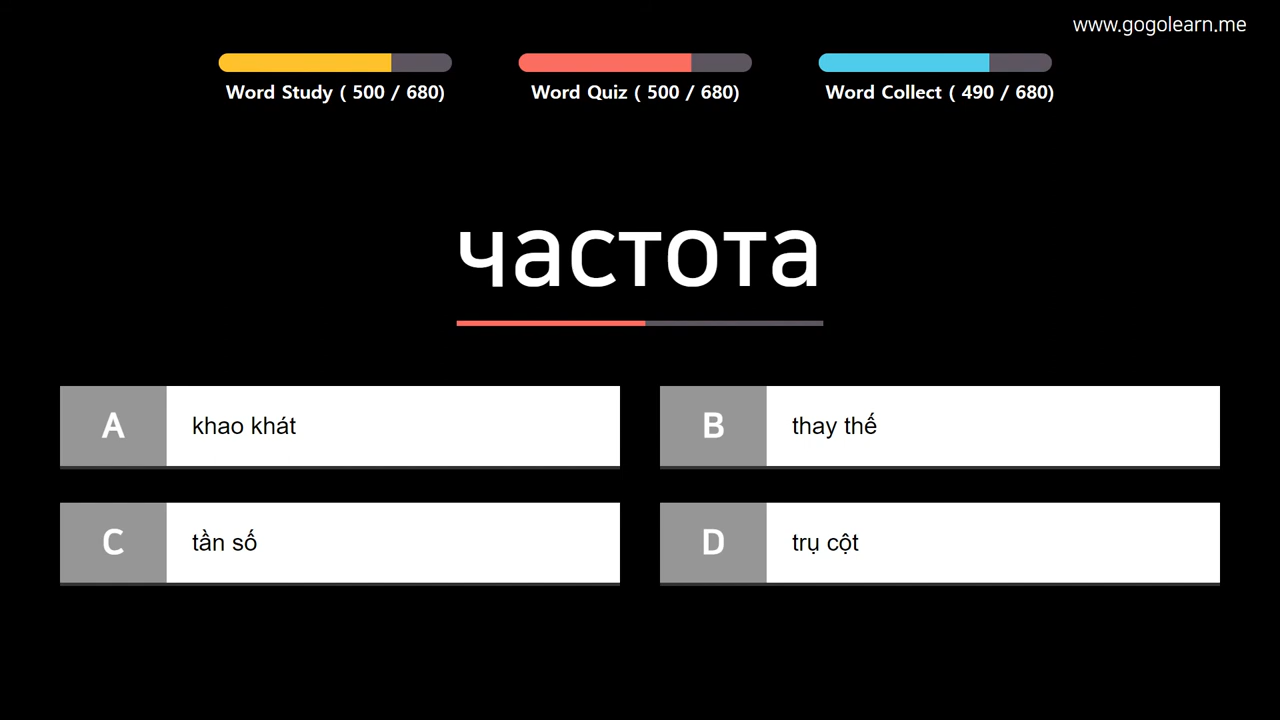 www.gogolearn.me
Word Study ( 500 / 680)
Word Quiz ( 500 / 680)
Word Collect ( 490 / 680)
частота
A khao khát
B thay thế
C tần số
D trụ cột